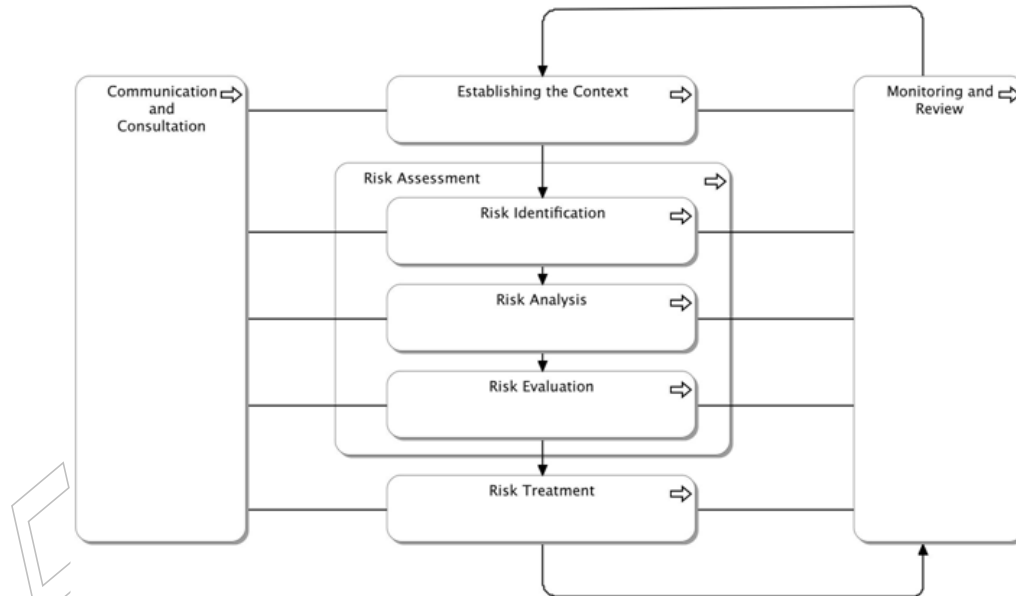 Communication
and
Consultation
Establishing the Context
Monitoring and
Review
Risk Assessment
Risk Identification
Risk Analysis
Risk Evaluation
Risk Treatment